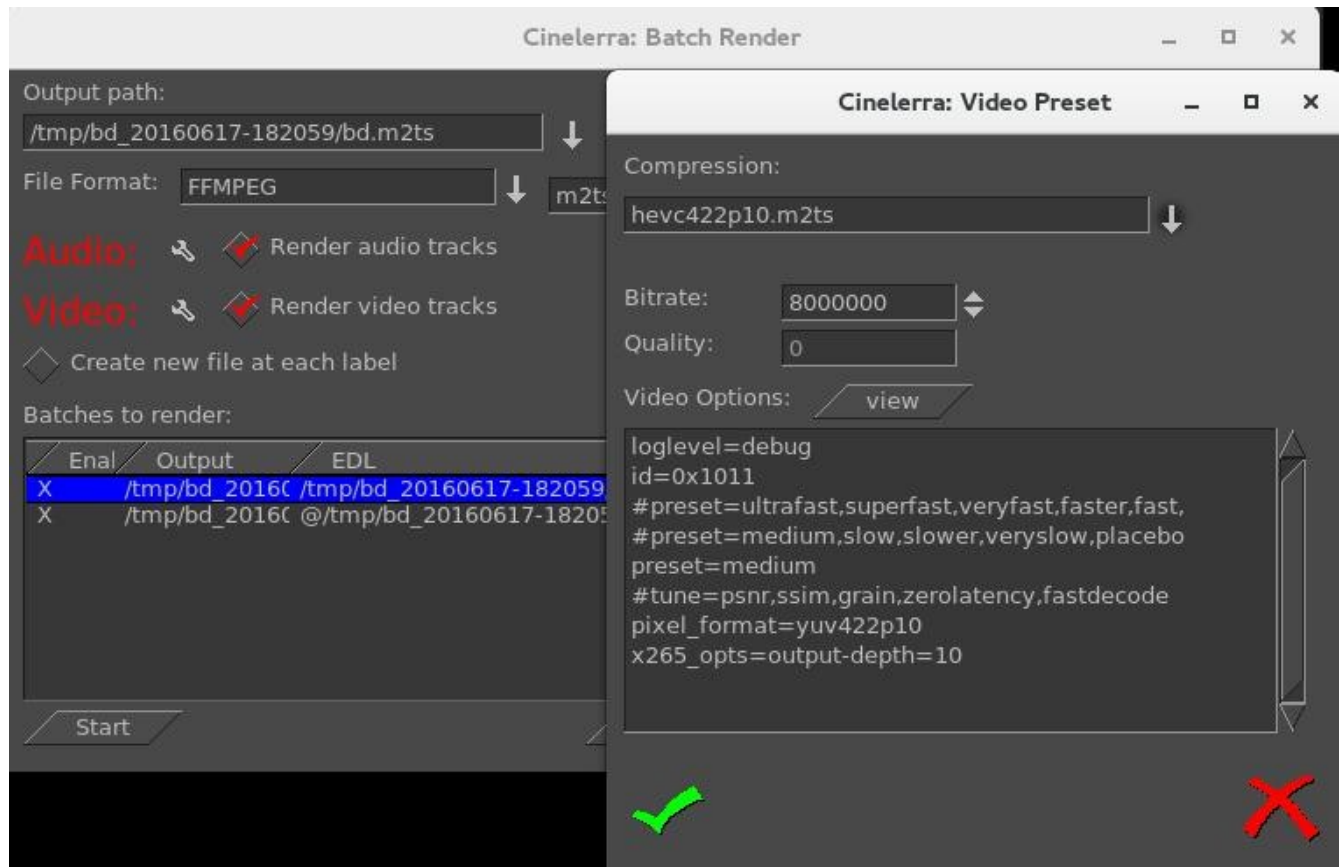 Cinelerra: Batch Render
Output path:
/tmp/bd_20160617-182059/bd.m2ts
File Format: FFMPEG m2ts
Audio: Render audio tracks
Video: Render video tracks
Create new file at each label
Batches to render:
Enal Output EDL
X /tmp/bd_2016( /tmp/bd_20160617-182059
X /tmp/bd_2016( @/tmp/bd_20160617-1820
Start
Cinelerra: Video Preset
Compression:
hevc422p10.m2ts
Bitrate: 8000000
Quality: 0
Video Options: view
loglevel=debug
id=0x1011
#preset=ultrafast,superfast,veryfast,faster,fast,
#preset=medium,slow,slower,veryslow,placebo
preset=medium
#tune=psnr,ssim,grain,zerolatency,fastdecode
pixel_format=yuv422p10
x265_opts=output-depth=10